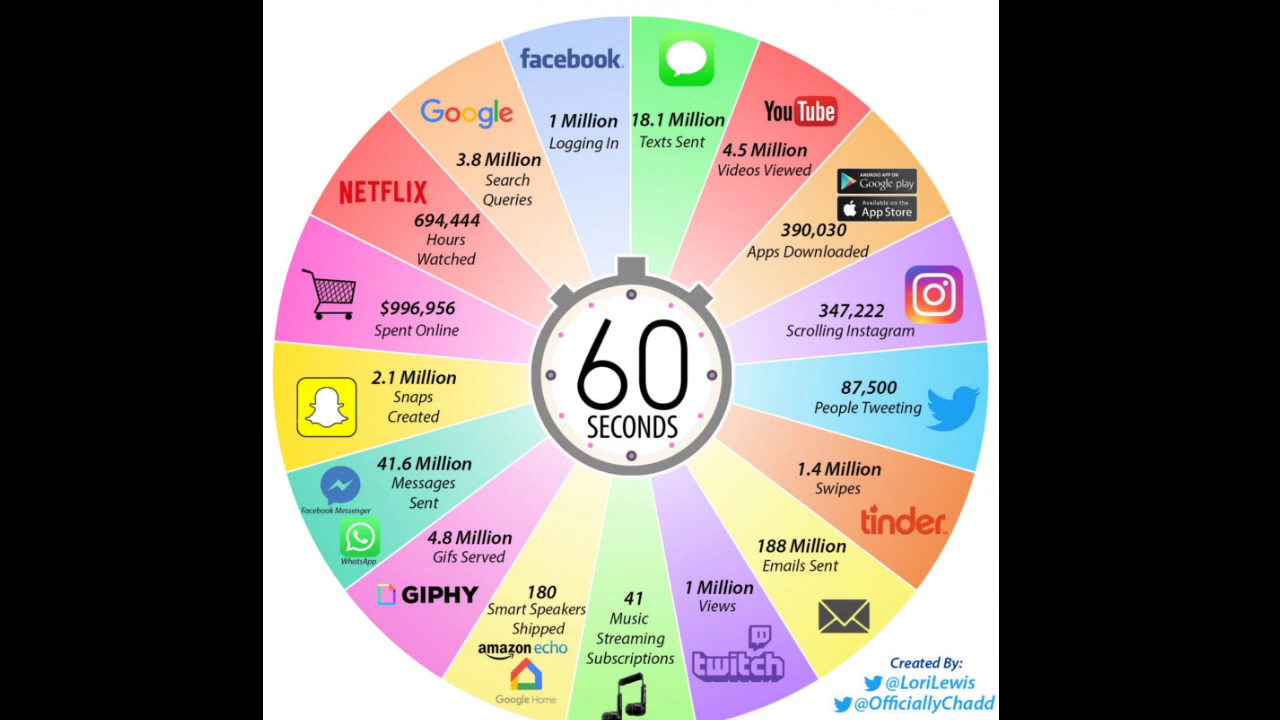 facebook.
1 Million
Logging In
18.1 Million
Texts Sent
YouTube
4.5 Million
Videos Viewed
ANDROID APP ON
Google play
Available on the
App Store
390,030
Apps Downloaded
347,222
Scrolling Instagram
87,500
People Tweeting
1.4 Million
Swipes
tinder
188 Million
Emails Sent
1 Million
Views
twitch
41
Music
Streaming
Subscriptions
180
Smart Speakers
Shipped
amazon echo
Google Home
4.8 Million
Gifs Served
GIPHY
41.6 Million
Messages
Sent
Facebook Messenger
WhatsApp
2.1 Million
Snaps
Created
$996,956
Spent Online
NETFLIX
694,444
Hours
Watched
Google
3.8 Million
Search
Queries
60
SECONDS
Created By:
@LoriLewis
@OfficiallyChadd